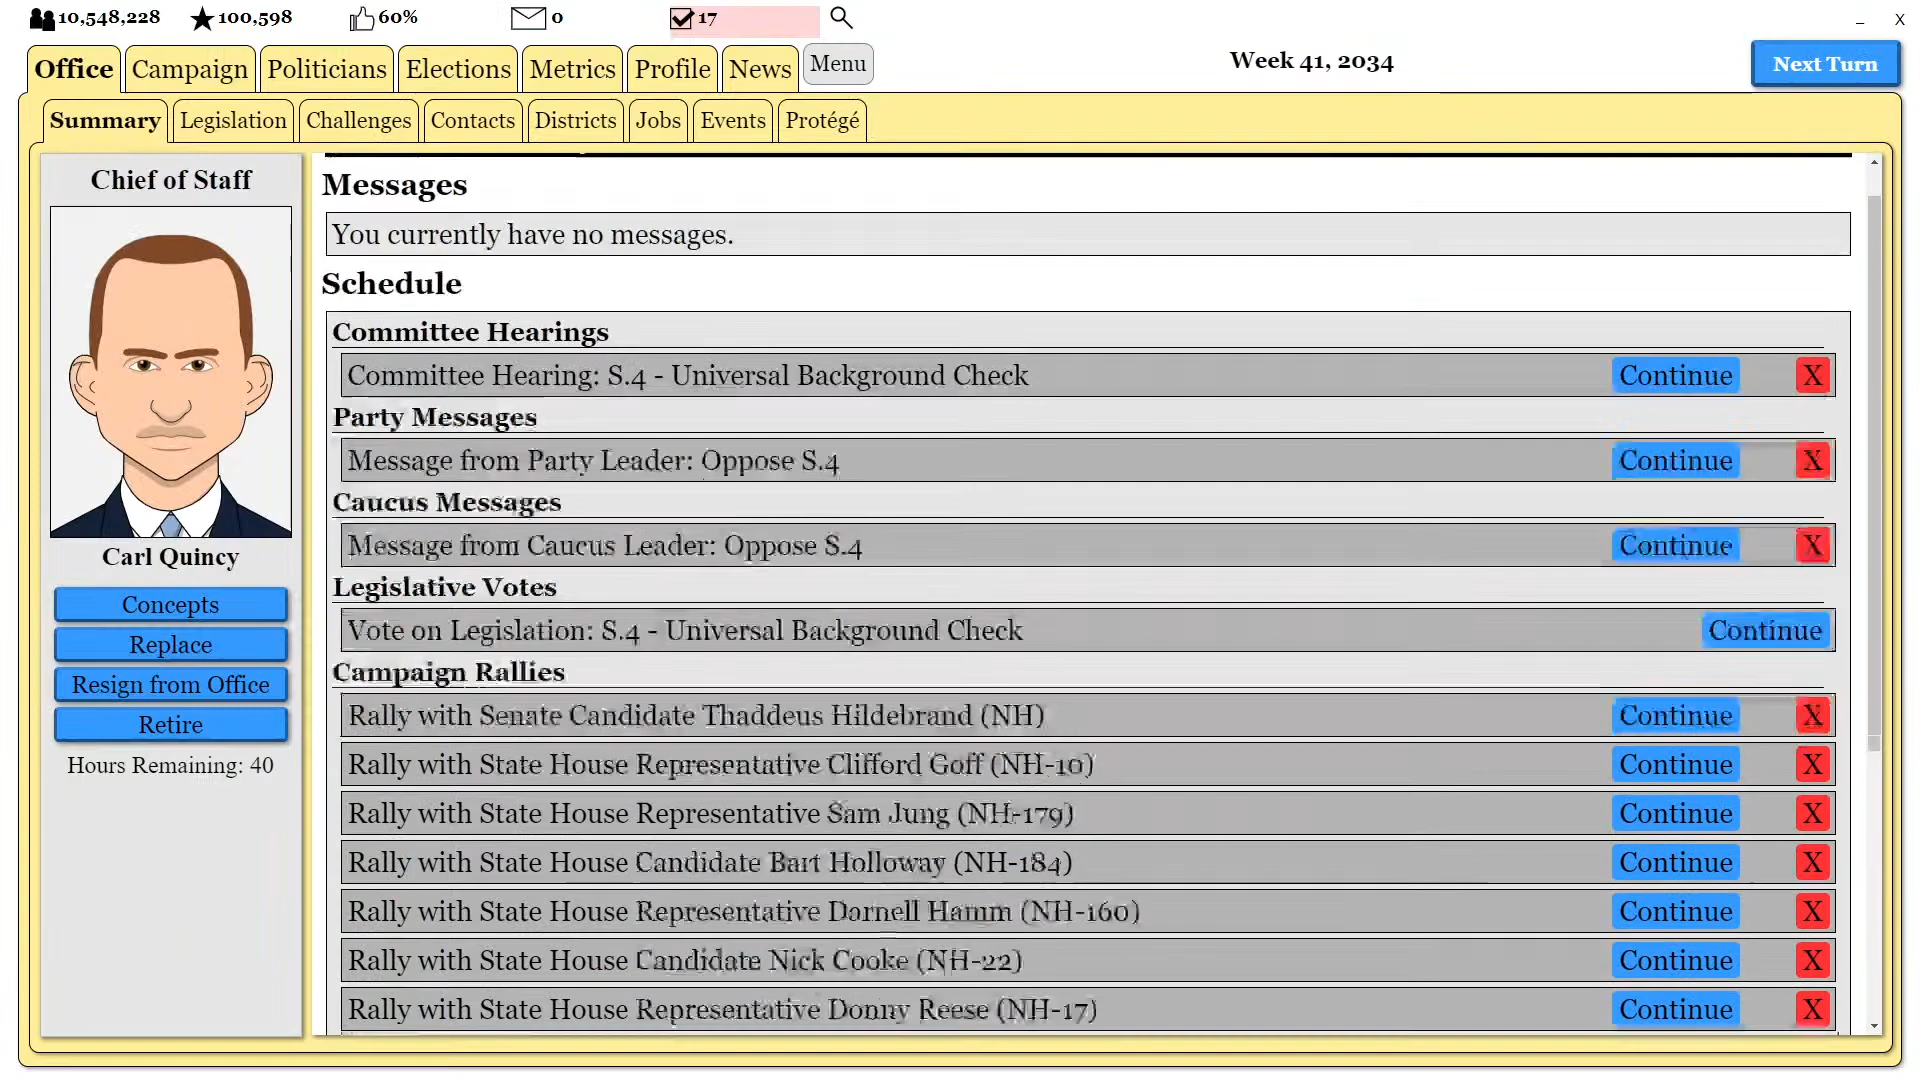 10,548,228 100,598 60% 0 17 _ X
Office Campaign Politicians Elections Metrics Profile News Menu Week 41, 2034 Next Turn
Summary Legislation Challenges Contacts Districts Jobs Events Protégé
Chief of Staff
Carl Quincy
Concepts
Replace
Resign from Office
Retire
Hours Remaining: 40
Messages
You currently have no messages.
Schedule
Committee Hearings
Committee Hearing: S.4 - Universal Background Check Continue X
Party Messages
Message from Party Leader: Oppose S.4 Continue X
Caucus Messages
Message from Caucus Leader: Oppose S.4 Continue X
Legislative Votes
Vote on Legislation: S.4 - Universal Background Check Continue
Campaign Rallies
Rally with Senate Candidate Thaddeus Hildebrand (NH) Continue X
Rally with State House Representative Clifford Goff (NH-10) Continue X
Rally with State House Representative Sam Jung (NH-179) Continue X
Rally with State House Candidate Bart Holloway (NH-184) Continue X
Rally with State House Representative Darnell Hamm (NH-160) Continue X
Rally with State House Candidate Nick Cooke (NH-22) Continue X
Rally with State House Representative Donny Reese (NH-17) Continue X